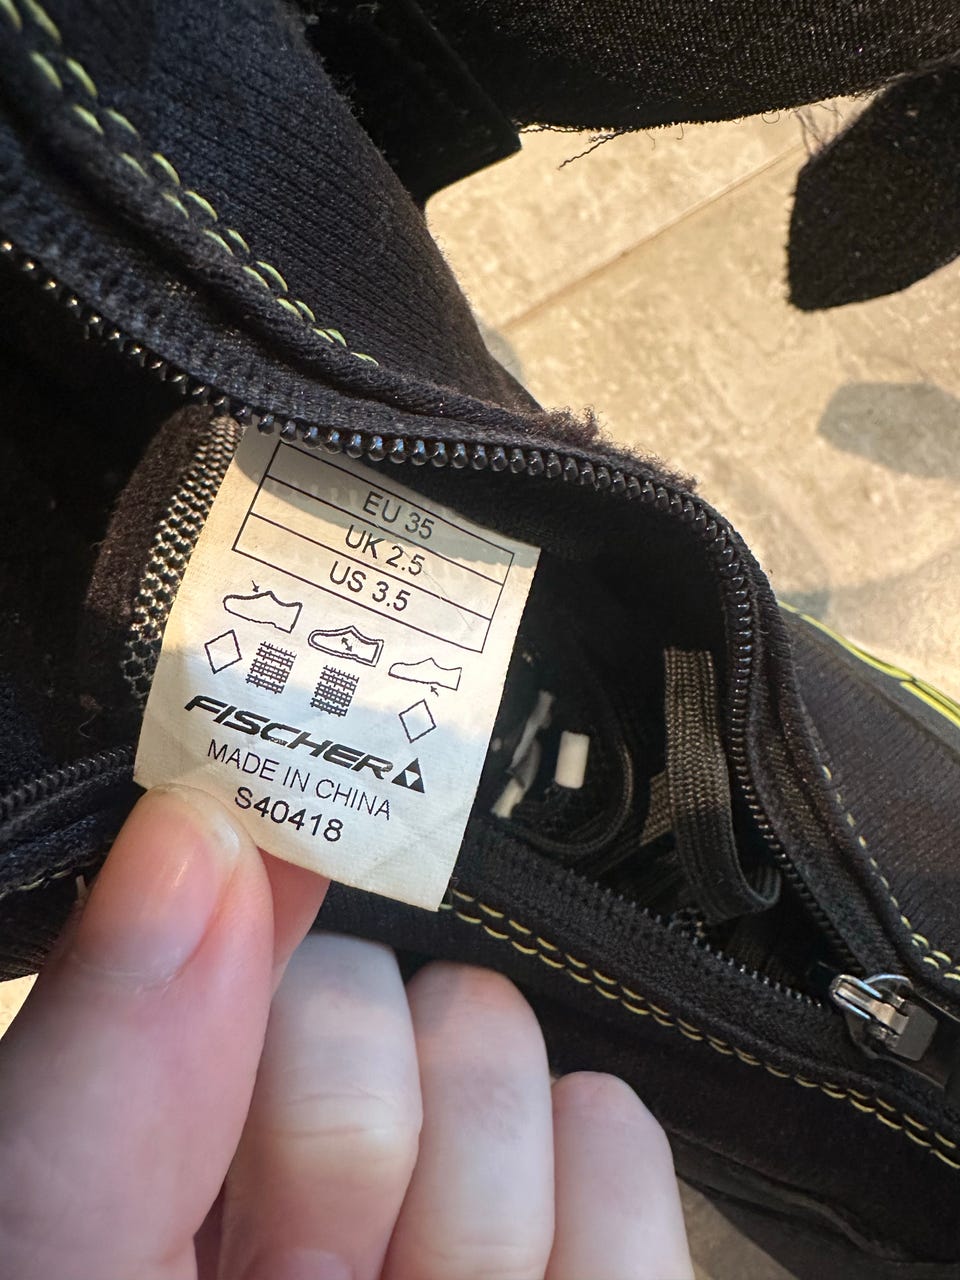 EU 35
UK 2.5
US 3.5
FISCHER
MADE IN CHINA
S40418